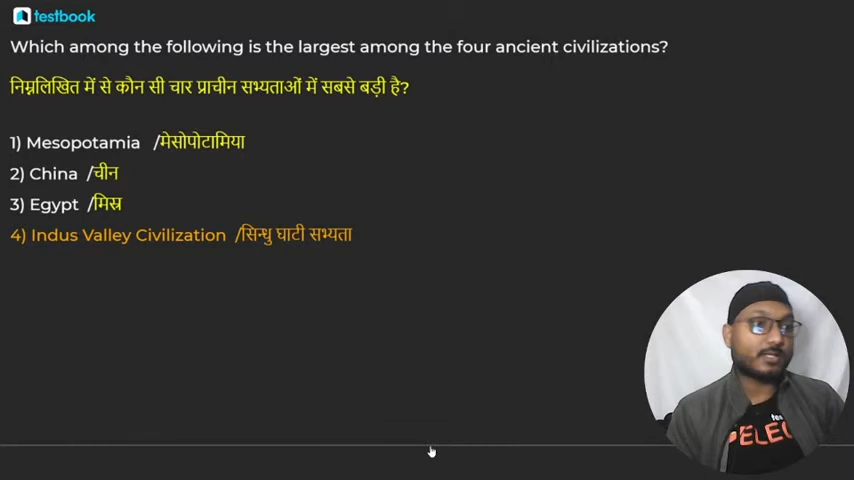 testbook
Which among the following is the largest among the four ancient civilizations?
निम्नलिखित में से कौन सी चार प्राचीन सभ्यताओं में सबसे बड़ी है?
1) Mesopotamia /मेसोपोटामिया
2) China /चीन
3) Egypt /मिस्र
4) Indus Valley Civilization /सिन्धु घाटी सभ्यता